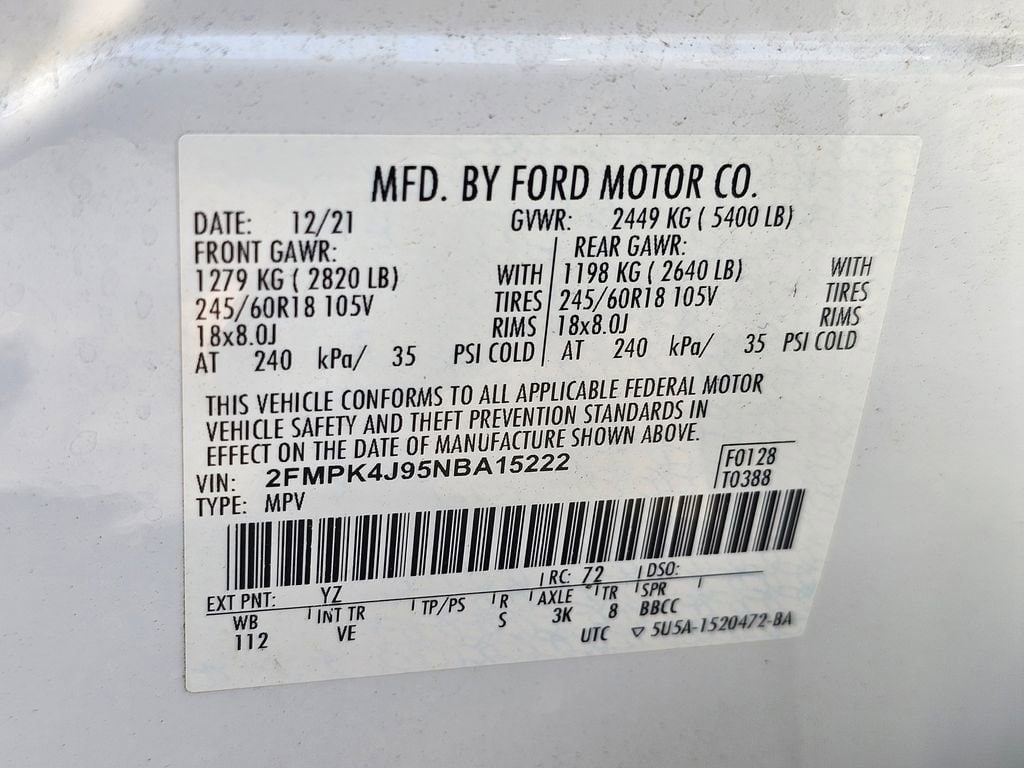 MFD. BY FORD MOTOR CO.
DATE: 12/21 GVWR: 2449 KG ( 5400 LB)
FRONT GAWR: REAR GAWR:
1279 KG ( 2820 LB) WITH 1198 KG ( 2640 LB) WITH
245/60R18 105V TIRES 245/60R18 105V TIRES
18x8.0J RIMS 18x8.0J RIMS
AT 240 kPa/ 35 PSI COLD AT 240 kPa/ 35 PSI COLD
THIS VEHICLE CONFORMS TO ALL APPLICABLE FEDERAL MOTOR
VEHICLE SAFETY AND THEFT PREVENTION STANDARDS IN
EFFECT ON THE DATE OF MANUFACTURE SHOWN ABOVE.
VIN: 2FMPK4J95NBA15222 F0128
TYPE: MPV T0388
EXT PNT: YZ RC: 72 DSO:
WB INT TR TP/PS R AXLE TR SPR
112 VE S 3K 8 BBCC
UTC ▽ 5U5A-1520472-BA